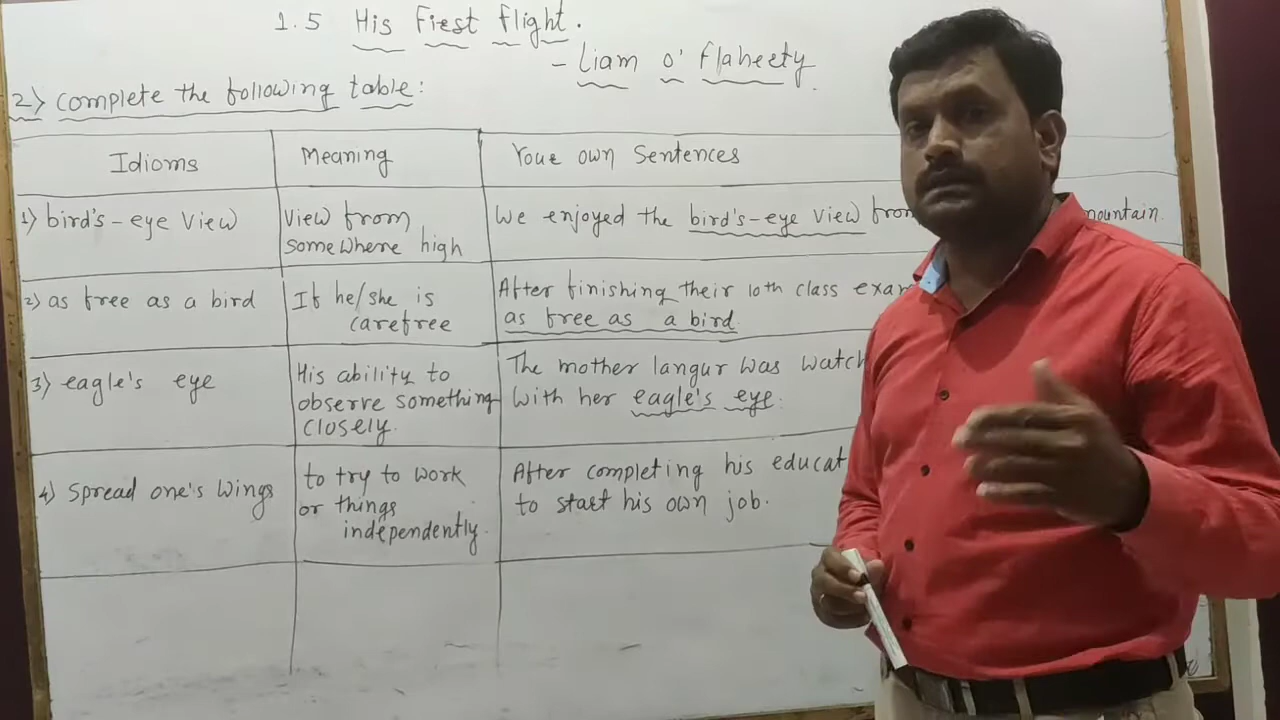 1.5 His First flight.
- Liam o' flaherty.
2) complete the following table:
Idioms
Meaning
Your own Sentences
1) bird's-eye view
view from
somewhere high
We enjoyed the bird's-eye view from mountain.
2) as free as a bird
If he/she is
carefree
After finishing their 10th class exam
as free as a bird.
3) eagle's eye
His ability to
observe something
closely.
The mother langur was watch
with her eagle's eye.
4) Spread one's wings
to try to work
or things
independently.
After completing his educat
to start his own job.